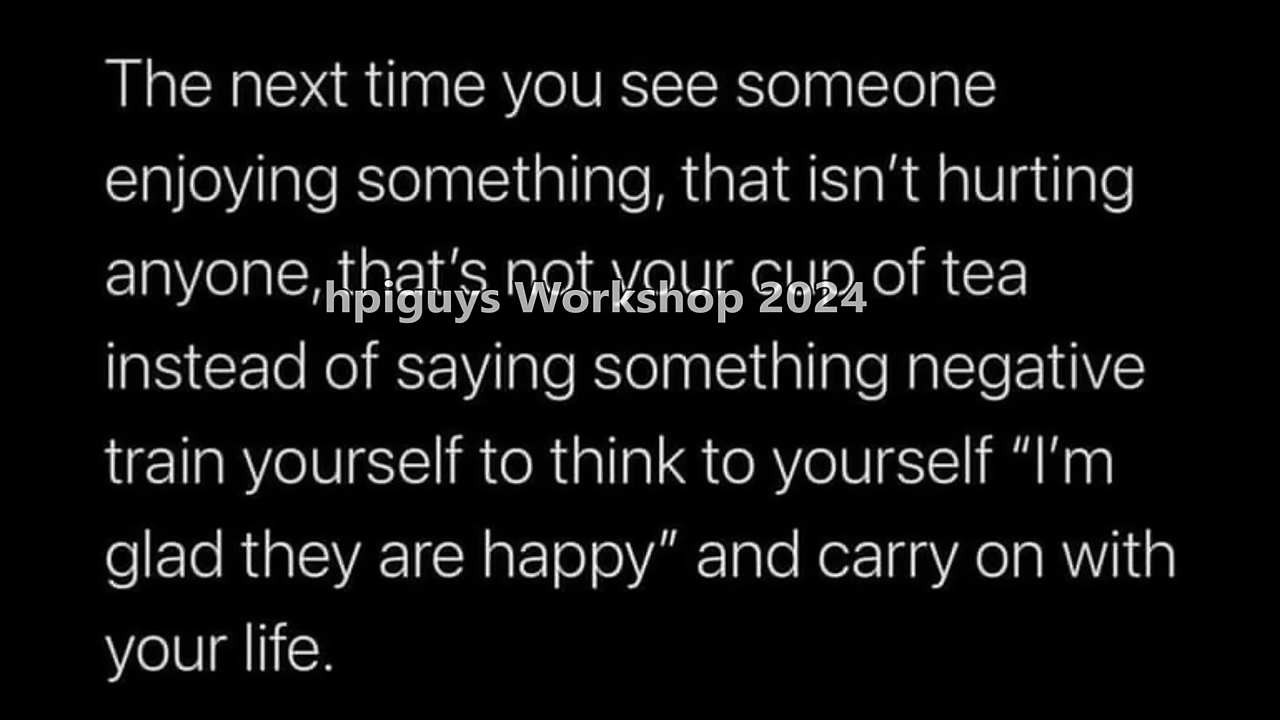 The next time you see someone
enjoying something, that isn’t hurting
anyone, that’s not your cup of tea
hpiguys Workshop 2024
instead of saying something negative
train yourself to think to yourself “I’m
glad they are happy” and carry on with
your life.